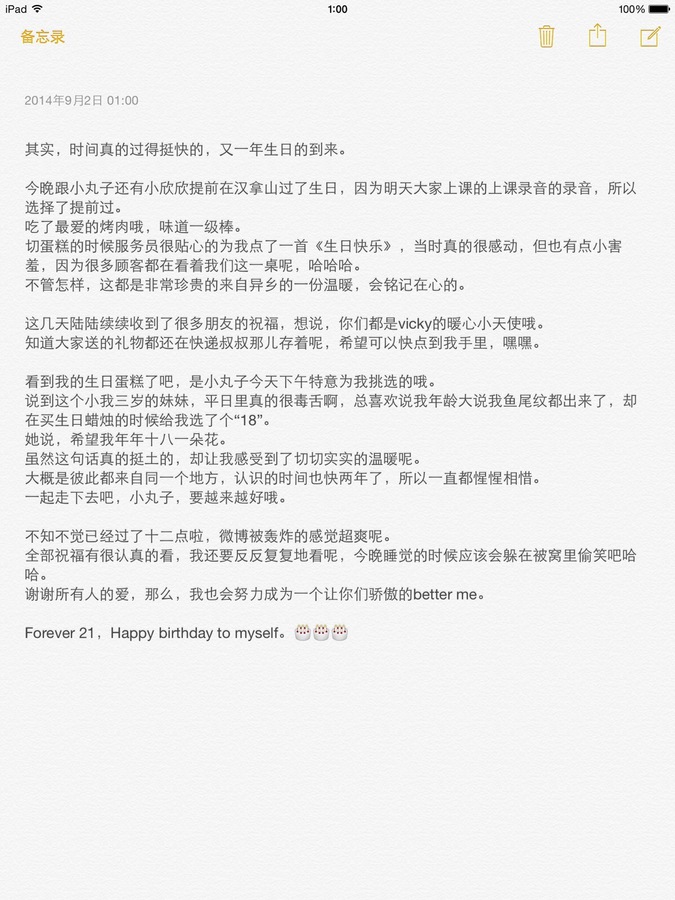 iPad 1:00 100%
备忘录
2014年9月2日 01:00
其实，时间真的过得挺快的，又一年生日的到来。
今晚跟小丸子还有小欣欣提前在汉拿山过了生日，因为明天大家上课的上课录音的录音，所以
选择了提前过。
吃了最爱的烤肉哦，味道一级棒。
切蛋糕的时候服务员很贴心的为我点了一首《生日快乐》，当时真的很感动，但也有点小害
羞，因为很多顾客都在看着我们这一桌呢，哈哈哈。
不管怎样，这都是非常珍贵的来自异乡的一份温暖，会铭记在心的。
这几天陆陆续续收到了很多朋友的祝福，想说，你们都是vicky的暖心小天使哦。
知道大家送的礼物都还在快递叔叔那儿存着呢，希望可以快点到我手里，嘿嘿。
看到我的生日蛋糕了吧，是小丸子今天下午特意为我挑选的哦。
说到这个小我三岁的妹妹，平日里真的很毒舌啊，总喜欢说我年龄大说我鱼尾纹都出来了，却
在买生日蜡烛的时候给我选了个“18”。
她说，希望我年年十八一朵花。
虽然这句话真的挺土的，却让我感受到了切切实实的温暖呢。
大概是彼此都来自同一个地方，认识的时间也快两年了，所以一直都惺惺相惜。
一起走下去吧，小丸子，要越来越好哦。
不知不觉已经过了十二点啦，微博被轰炸的感觉超爽呢。
全部祝福有很认真的看，我还要反反复复地看呢，今晚睡觉的时候应该会躲在被窝里偷笑吧哈
哈。
谢谢所有人的爱，那么，我也会努力成为一个让你们骄傲的better me。
Forever 21，Happy birthday to myself。🎂🎂🎂